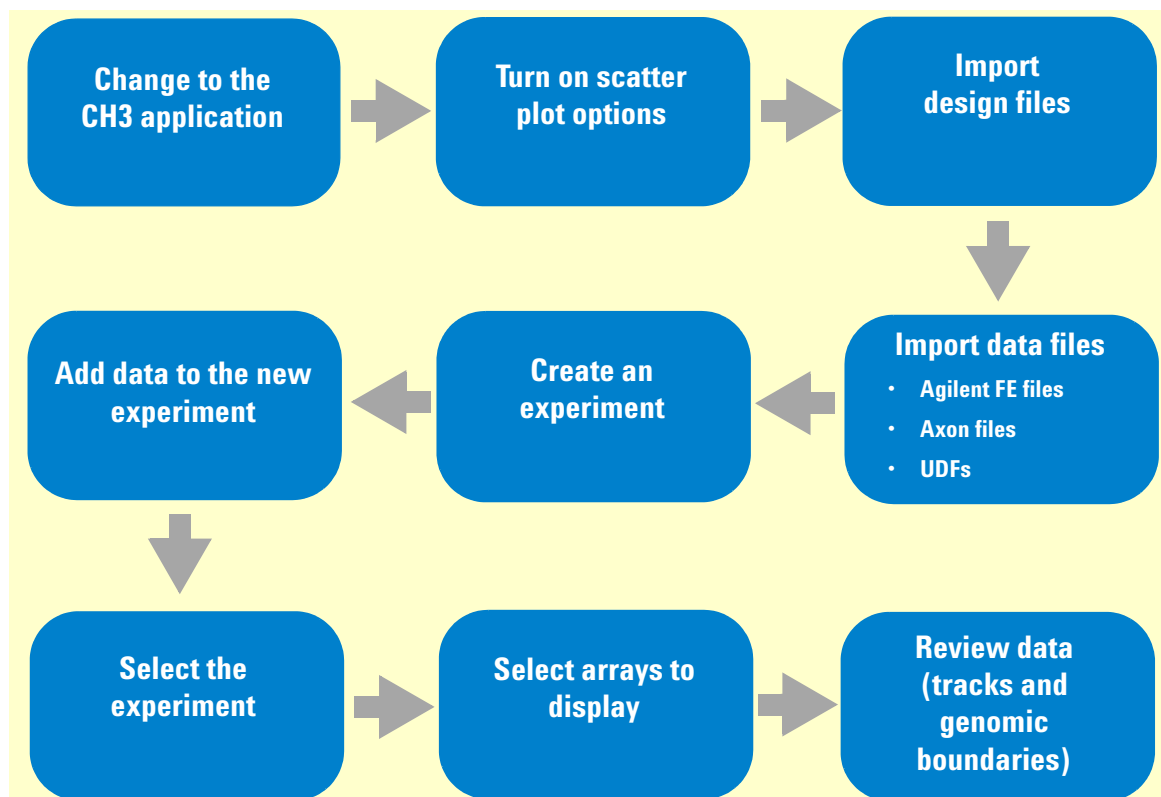 Change to the
CH3 application
Turn on scatter
plot options
Import
design files
Import data files
• Agilent FE files
• Axon files
• UDFs
Create an
experiment
Add data to the new
experiment
Select the
experiment
Select arrays to
display
Review data
(tracks and
genomic
boundaries)